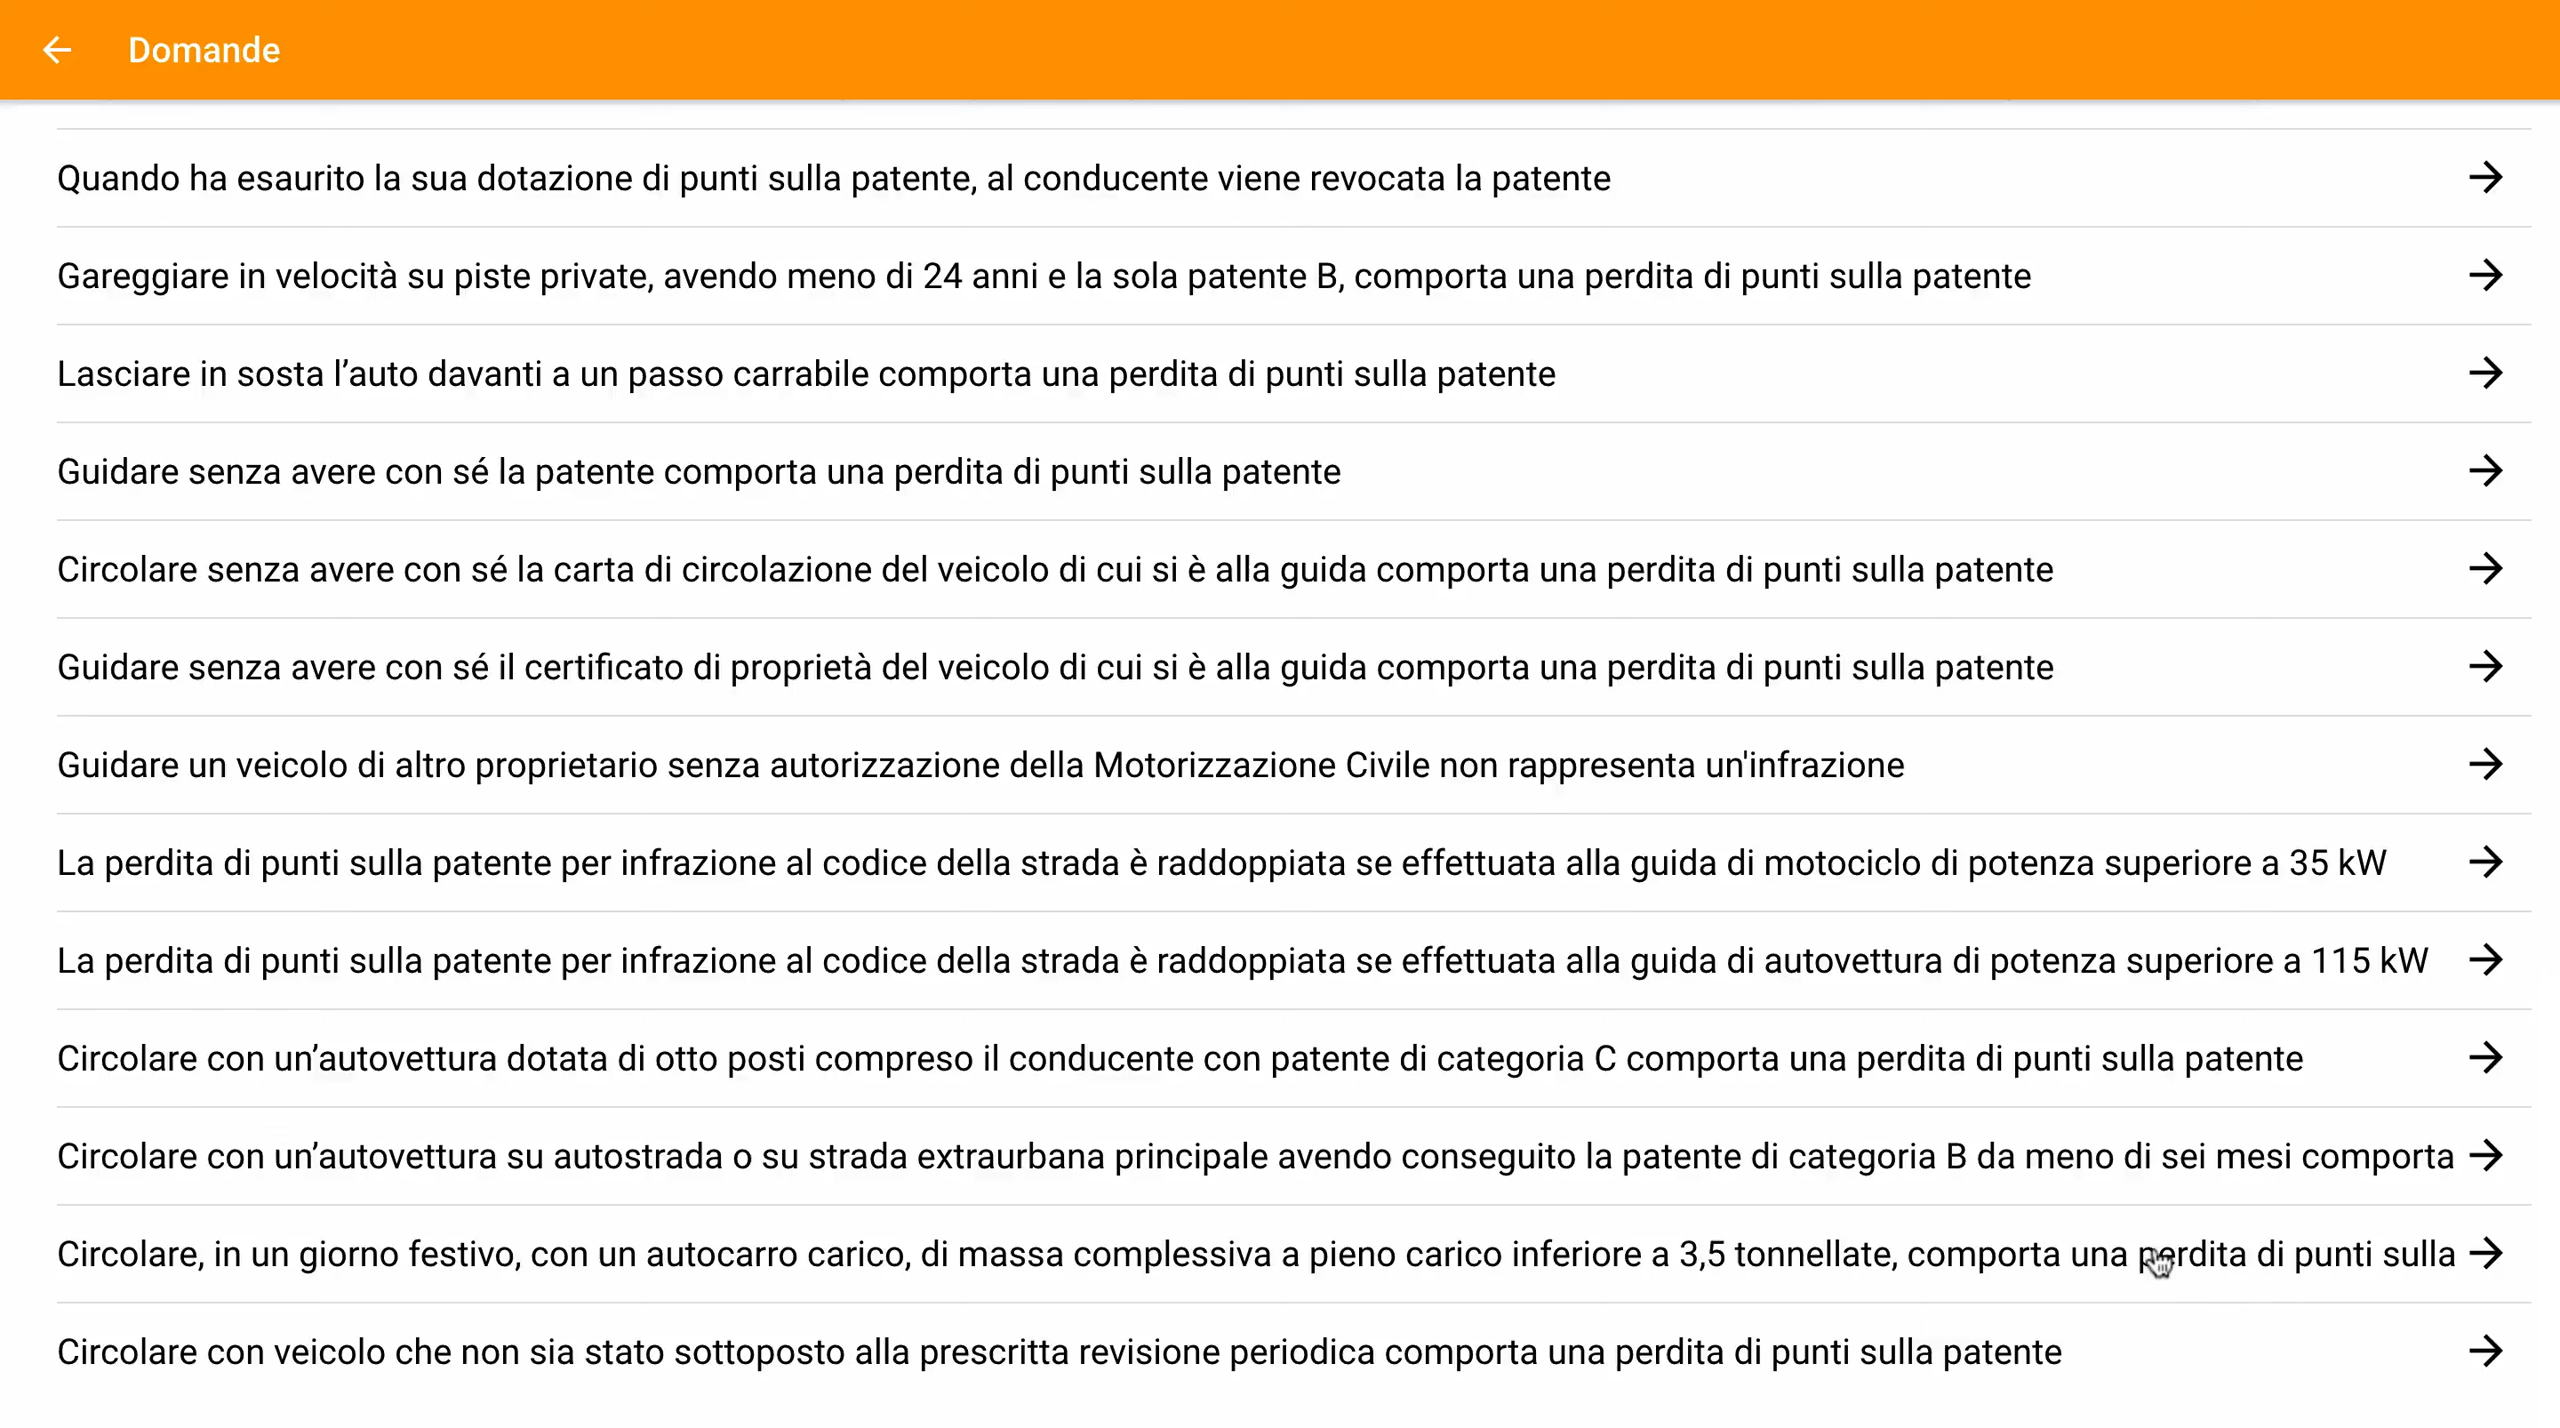 Domande
Quando ha esaurito la sua dotazione di punti sulla patente, al conducente viene revocata la patente
Gareggiare in velocità su piste private, avendo meno di 24 anni e la sola patente B, comporta una perdita di punti sulla patente
Lasciare in sosta l’auto davanti a un passo carrabile comporta una perdita di punti sulla patente
Guidare senza avere con sé la patente comporta una perdita di punti sulla patente
Circolare senza avere con sé la carta di circolazione del veicolo di cui si è alla guida comporta una perdita di punti sulla patente
Guidare senza avere con sé il certificato di proprietà del veicolo di cui si è alla guida comporta una perdita di punti sulla patente
Guidare un veicolo di altro proprietario senza autorizzazione della Motorizzazione Civile non rappresenta un'infrazione
La perdita di punti sulla patente per infrazione al codice della strada è raddoppiata se effettuata alla guida di motociclo di potenza superiore a 35 kW
La perdita di punti sulla patente per infrazione al codice della strada è raddoppiata se effettuata alla guida di autovettura di potenza superiore a 115 kW
Circolare con un’autovettura dotata di otto posti compreso il conducente con patente di categoria C comporta una perdita di punti sulla patente
Circolare con un’autovettura su autostrada o su strada extraurbana principale avendo conseguito la patente di categoria B da meno di sei mesi comporta
Circolare, in un giorno festivo, con un autocarro carico, di massa complessiva a pieno carico inferiore a 3,5 tonnellate, comporta una perdita di punti sulla
Circolare con veicolo che non sia stato sottoposto alla prescritta revisione periodica comporta una perdita di punti sulla patente